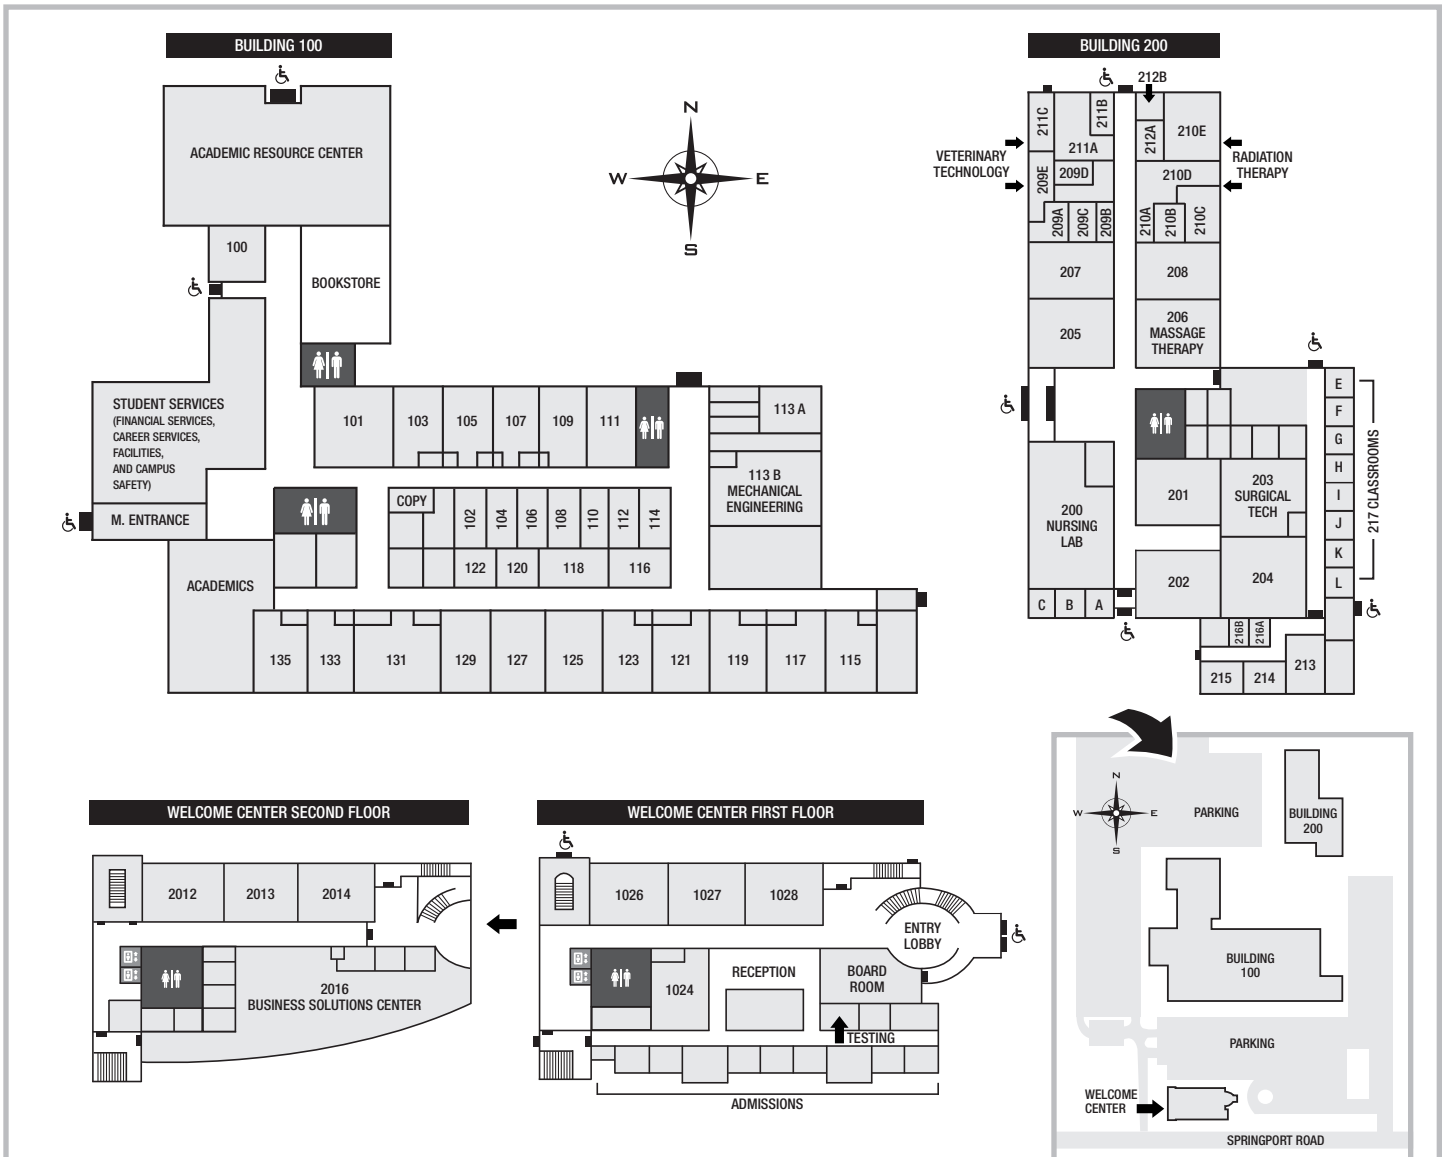 BUILDING 100
ACADEMIC RESOURCE CENTER
100
BOOKSTORE
STUDENT SERVICES
(FINANCIAL SERVICES,
CAREER SERVICES,
FACILITIES,
AND CAMPUS
SAFETY)
M. ENTRANCE
ACADEMICS
101
103
105
107
109
111
113 A
113 B
MECHANICAL
ENGINEERING
COPY
102
104
106
108
110
112
114
122
120
118
116
135
133
131
129
127
125
123
121
119
117
115
N
W
E
S
BUILDING 200
212B
211C
211B
211A
212A
210E
VETERINARY
TECHNOLOGY
RADIATION
THERAPY
209E
209D
210D
209A
209C
209B
210A
210B
210C
207
208
205
206
MASSAGE
THERAPY
E
F
G
H
I
J
K
L
217 CLASSROOMS
201
203
SURGICAL
TECH
200
NURSING
LAB
202
204
C
B
A
216B
216A
213
215
214
WELCOME CENTER SECOND FLOOR
2012
2013
2014
2016
BUSINESS SOLUTIONS CENTER
WELCOME CENTER FIRST FLOOR
1026
1027
1028
ENTRY
LOBBY
1024
RECEPTION
BOARD
ROOM
TESTING
ADMISSIONS
N
W
E
S
PARKING
BUILDING
200
BUILDING
100
PARKING
WELCOME
CENTER
SPRINGPORT ROAD